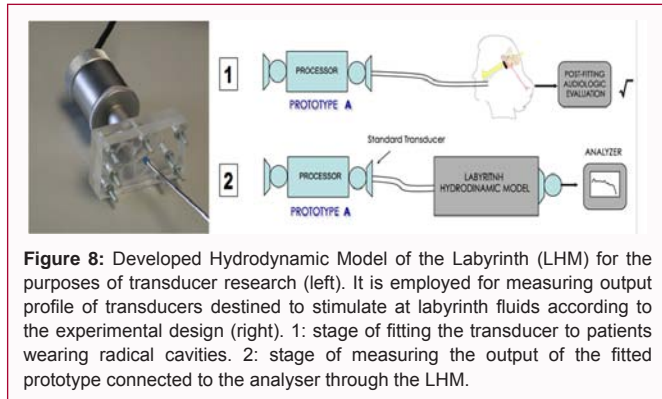 1
PROCESSOR
PROTOTYPE A
POST-FITTING
AUDIOLOGIC
EVALUATION
√
Standard Transducer
2
PROCESSOR
PROTOTYPE A
LABYRINTH
HYDRODINAMIC MODEL
ANALYZER
Figure 8: Developed Hydrodynamic Model of the Labyrinth (LHM) for the
purposes of transducer research (left). It is employed for measuring output
profile of transducers destined to stimulate at labyrinth fluids according to
the experimental design (right). 1: stage of fitting the transducer to patients
wearing radical cavities. 2: stage of measuring the output of the fitted
prototype connected to the analyser through the LHM.